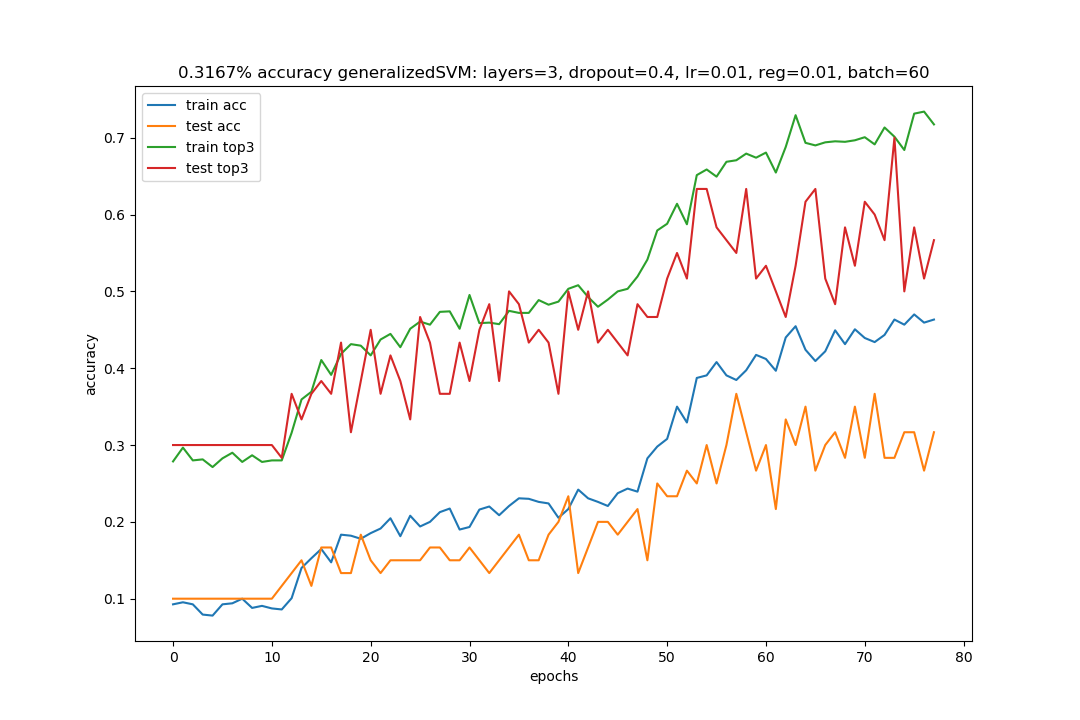 0.3167% accuracy generalizedSVM: layers=3, dropout=0.4, lr=0.01, reg=0.01, batch=60
train acc
test acc
train top3
test top3
0.7
0.6
0.5
0.4
0.3
0.2
0.1
accuracy
0 10 20 30 40 50 60 70 80
epochs